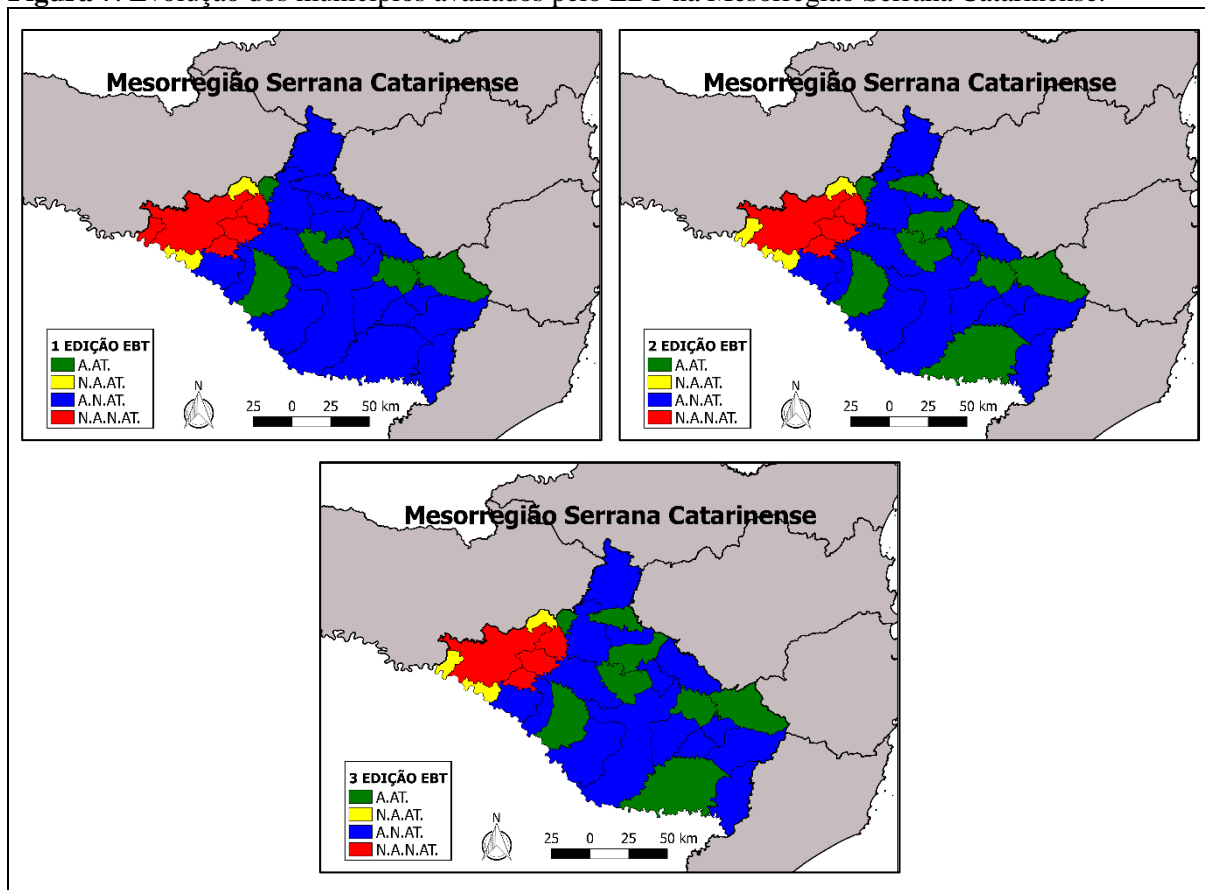 Figura 7. Evolução dos municípios avaliados pelo EBT na Mesorregião Serrana Catarinense.
Mesorregião Serrana Catarinense
1 EDIÇÃO EBT
A.AT.
N.A.AT.
A.N.AT.
N.A.N.AT.
N
25 0 25 50 km
Mesorregião Serrana Catarinense
2 EDIÇÃO EBT
A.AT.
N.A.AT.
A.N.AT.
N.A.N.AT.
N
25 0 25 50 km
Mesorregião Serrana Catarinense
3 EDIÇÃO EBT
A.AT.
N.A.AT.
A.N.AT.
N.A.N.AT.
N
25 0 25 50 km